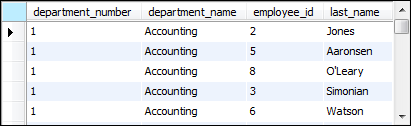 department_number department_name employee_id last_name
1 Accounting 2 Jones
1 Accounting 5 Aaronsen
1 Accounting 8 O'Leary
1 Accounting 3 Simonian
1 Accounting 6 Watson